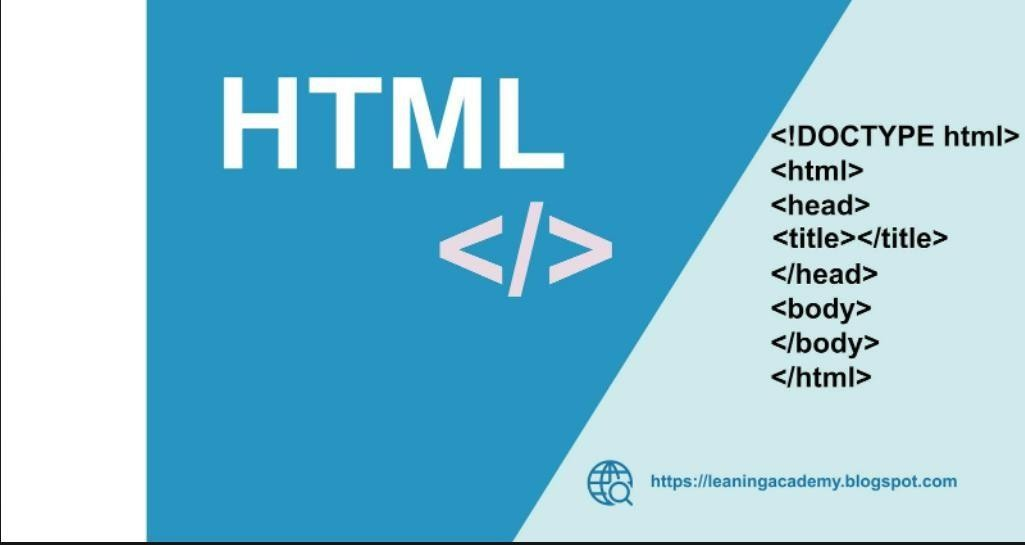 HTML
</>
<!DOCTYPE html>
<html>
<head>
<title></title>
</head>
<body>
</body>
</html>
https://leaningacademy.blogspot.com